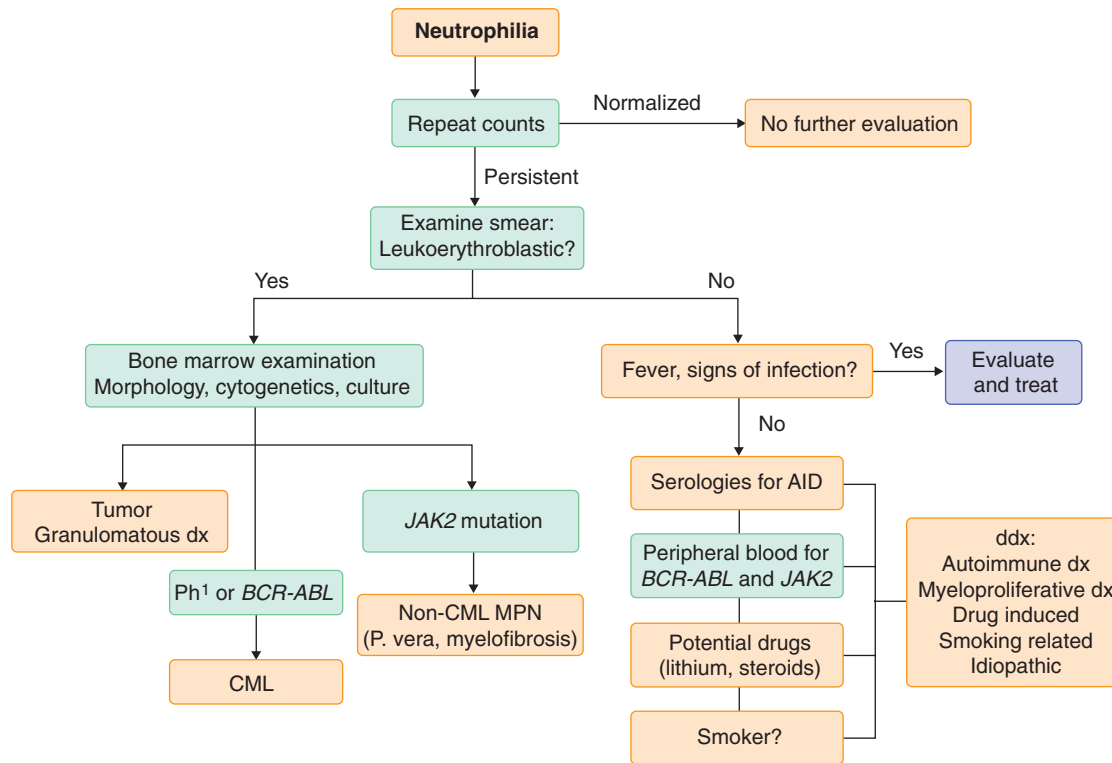 Neutrophilia
Repeat counts
Normalized
No further evaluation
Persistent
Examine smear:
Leukoerythroblastic?
Yes
No
Bone marrow examination
Morphology, cytogenetics, culture
Fever, signs of infection?
Yes
Evaluate
and treat
No
Tumor
Granulomatous dx
JAK2 mutation
Ph¹ or BCR-ABL
Non-CML MPN
(P. vera, myelofibrosis)
CML
Serologies for AID
Peripheral blood for
BCR-ABL and JAK2
Potential drugs
(lithium, steroids)
Smoker?
ddx:
Autoimmune dx
Myeloproliferative dx
Drug induced
Smoking related
Idiopathic